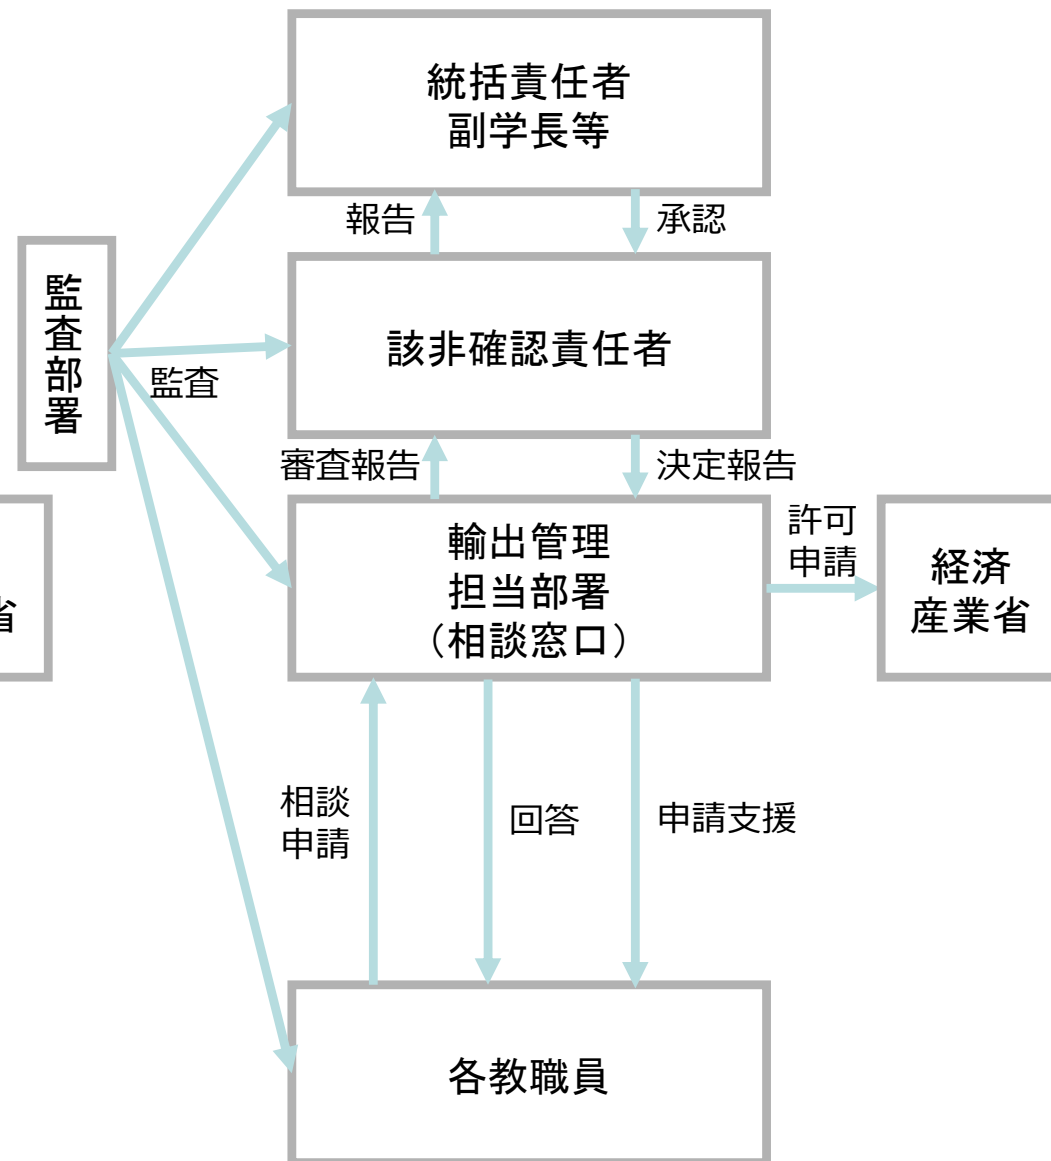 統括責任者
副学長等
報告
承認
監査部署
該非確認責任者
監査
審査報告
決定報告
輸出管理
担当部署
（相談窓口）
許可
申請
経済
産業省
省
相談
申請
回答
申請支援
各教職員